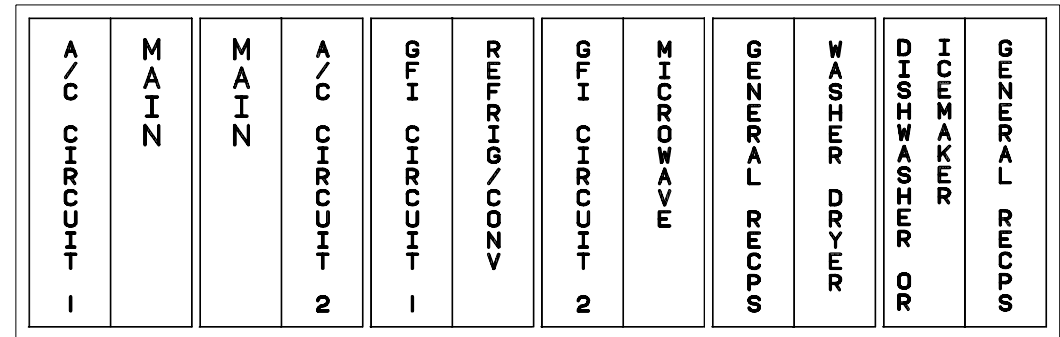 A/C CIRCUIT 1
MAIN
MAIN
A/C CIRCUIT 2
GFI CIRCUIT 1
REFRIG/CONV
GFI CIRCUIT 2
MICROWAVE
GENERAL RECPS
WASHER DRYER
DISHWASHER OR
ICEMAKER
GENERAL RECPS